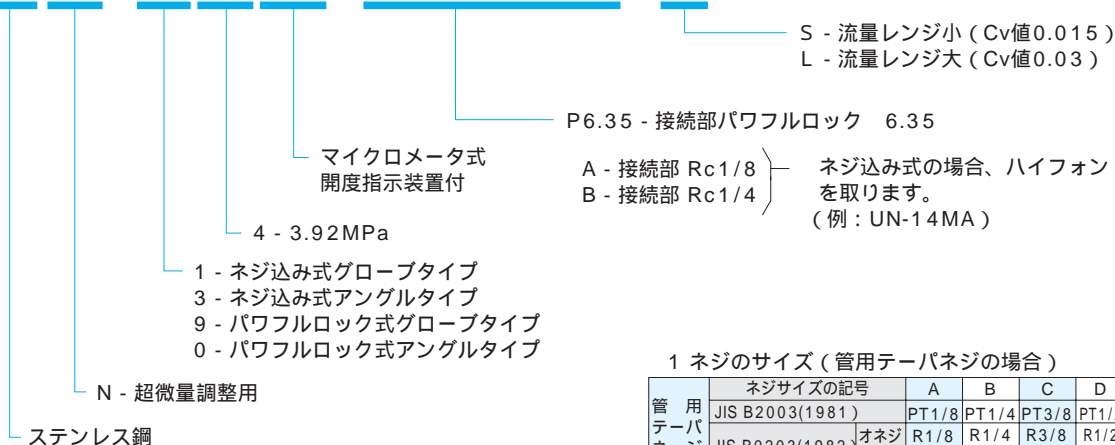 S - 流量レンジ小 ( Cv値0.015 )
L - 流量レンジ大 ( Cv値0.03 )
P6.35 - 接続部パワフルロック 6.35
マイクロメータ式
開度指示装置付
A - 接続部 Rc1/8
B - 接続部 Rc1/4
ネジ込み式の場合、ハイフォン
を取ります。
( 例 : UN-14MA )
4 - 3.92MPa
1 - ネジ込み式グローブタイプ
3 - ネジ込み式アングルタイプ
9 - パワフルロック式グローブタイプ
0 - パワフルロック式アングルタイプ
N - 超微量調整用
ステンレス鋼
1 ネジのサイズ ( 管用テーパネジの場合 )
ネジサイズの記号 A B C D
管 用
テーパ
JIS B2003(1981) PT1/8 PT1/4 PT3/8
オネジ R1/8 R1/4 R3/8